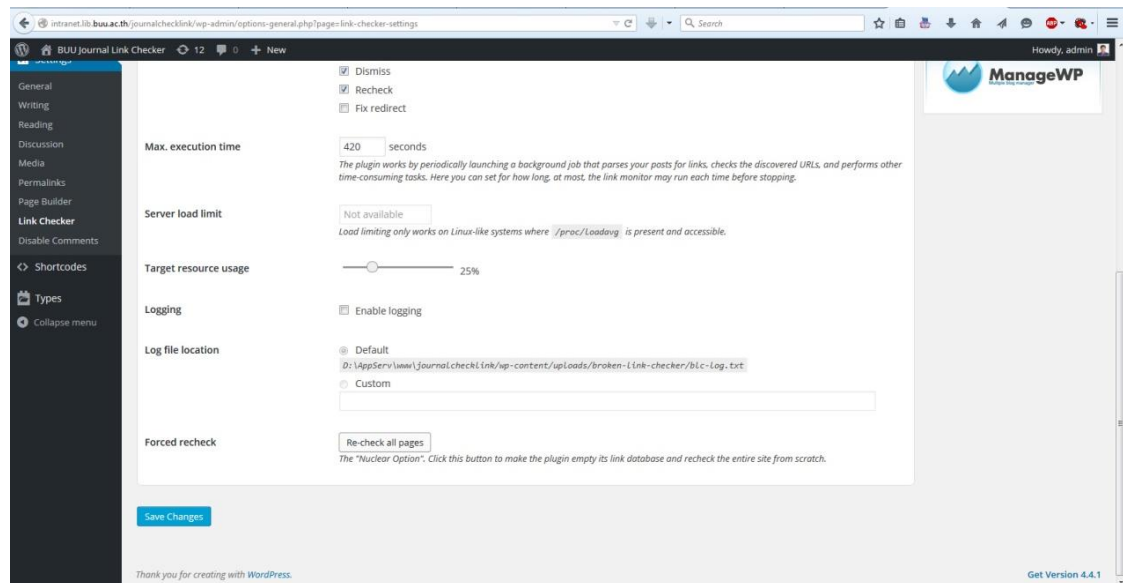 intranet.lib.buu.ac.th/journalchecklink/wp-admin/options-general.php?page=link-checker-settings
Search
BUU Journal Link Checker 12 0 + New
Howdy, admin
Settings
General
Writing
Reading
Discussion
Media
Permalinks
Page Builder
Link Checker
Disable Comments
Shortcodes
Types
Collapse menu
Dismiss
Recheck
Fix redirect
ManageWP
Multiple blog manager
Max. execution time
420 seconds
The plugin works by periodically launching a background job that parses your posts for links, checks the discovered URLs, and performs other
time-consuming tasks. Here you can set for how long, at most, the link monitor may run each time before stopping.
Server load limit
Not available
Load limiting only works on Linux-like systems where /proc/loadavg is present and accessible.
Target resource usage
25%
Logging
Enable logging
Log file location
Default
D:\AppServ\www\journalchecklink/wp-content/uploads/broken-link-checker/blc-log.txt
Custom
Forced recheck
Re-check all pages
The "Nuclear Option". Click this button to make the plugin empty its link database and recheck the entire site from scratch.
Save Changes
Thank you for creating with WordPress.
Get Version 4.4.1